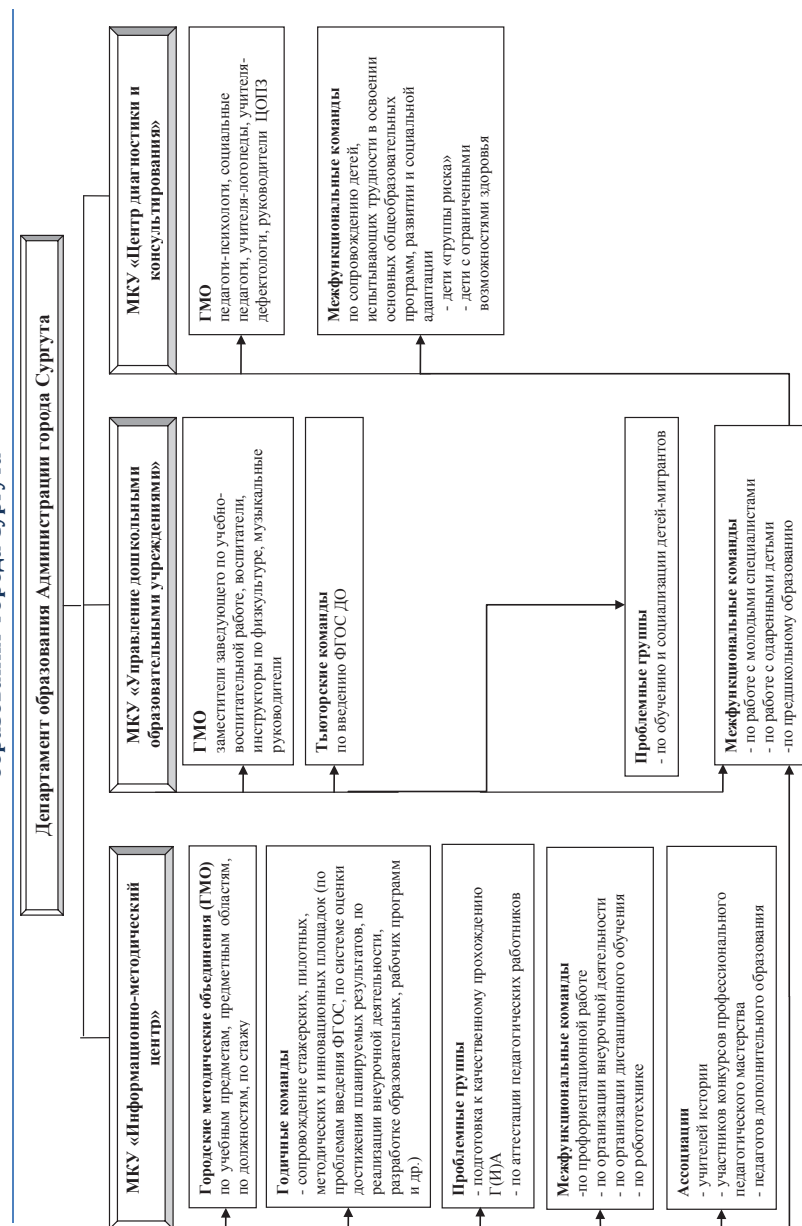 Департамент образования Администрации города Сургута
МКУ «Информационно-методический
центр»
Городские методические объединения (ГМО)
по учебным предметам, предметным областям,
по должностям, по стажу
Годичные команды
- сопровождение стажерских, пилотных,
методических и инновационных площадок (по
проблемам введения ФГОС, по системе оценки
достижения планируемых результатов, по
реализации внеурочной деятельности,
разработке образовательных, рабочих программ
и др.)
Проблемные группы
- подготовка к качественному прохождению
Г(И)А
- по аттестации педагогических работников
Межфункциональные команды
-по профориентационной работе
- по организации внеурочной деятельности
- по организации дистанционного обучения
- по робототехнике
Ассоциации
- учителей истории
- участников конкурсов профессионального
педагогического мастерства
- педагогов дополнительного образования
МКУ «Управление дошкольными
образовательными учреждениями»
ГМО
заместители заведующего по учебно-
воспитательной работе, воспитатели,
инструкторы по физкультуре, музыкальные
руководители
Тьюторские команды
по введению ФГОС ДО
Проблемные группы
- по обучению и социализации детей-мигрантов
Межфункциональные команды
- по работе с молодыми специалистами
- по работе с одаренными детьми
-по предшкольному образованию
МКУ «Центр диагностики и
консультирования»
ГМО
педагоги-психологи, социальные
педагоги, учителя-логопеды, учителя-
дефектологи, руководители ЦОПЗ
Межфункциональные команды
по сопровождению детей,
испытывающих трудности в освоении
основных общеобразовательных
программ, развитии и социальной
адаптации
- дети «группы риска»
- дети с ограниченными
возможностями здоровья